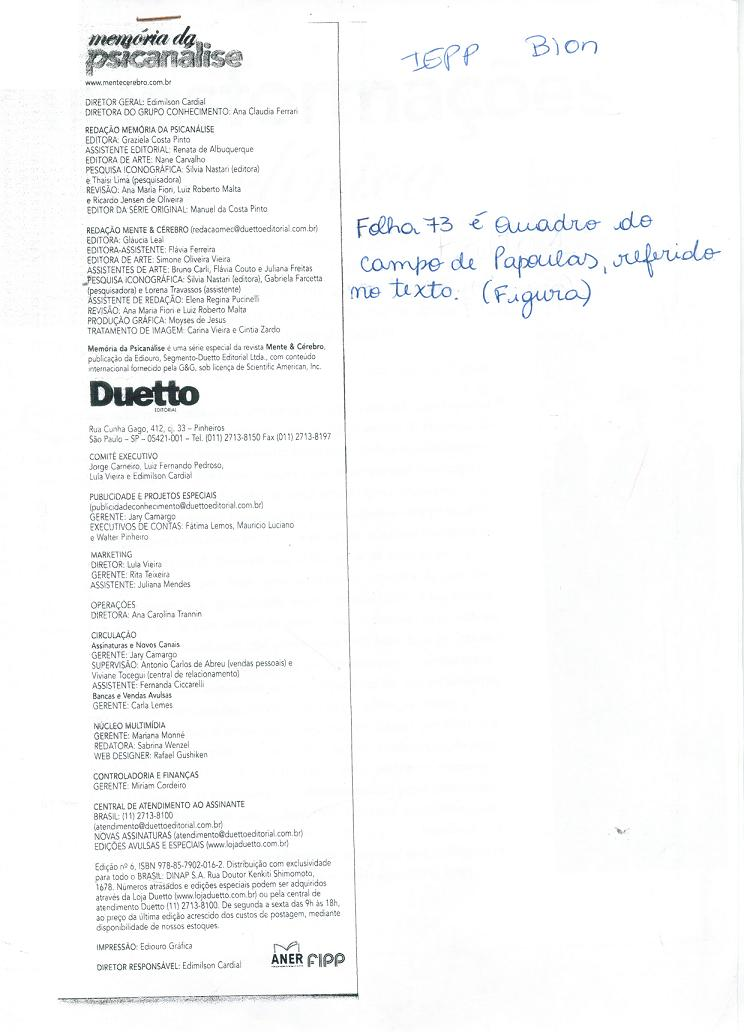 memória da
psicanálise
www.mentecerebro.com.br
DIRETOR GERAL: Edimilson Cardial
DIRETORA DO GRUPO CONHECIMENTO: Ana Claudia Ferrari
REDAÇÃO MEMÓRIA DA PSICANÁLISE
EDITORA: Graziela Costa Pinto
ASSISTENTE EDITORIAL: Renata de Albuquerque
EDITORA DE ARTE: Nane Carvalho
PESQUISA ICONOGRÁFICA: Silvia Nastari (editora)
e Thaisi Lima (pesquisadora)
REVISÃO: Ana Maria Fiori, Luiz Roberto Malta
e Ricardo Jensen de Oliveira
EDITOR DA SÉRIE ORIGINAL: Manuel da Costa Pinto
REDAÇÃO MENTE & CÉREBRO (redacaomec@duettoeditorial.com.br)
EDITORA: Gláucia Leal
EDITORA-ASSISTENTE: Flávia Ferreira
EDITORA DE ARTE: Simone Oliveira Vieira
ASSISTENTES DE ARTE: Bruno Carli, Flávia Couto e Juliana Freitas
PESQUISA ICONOGRÁFICA: Silvia Nastari (editora), Gabriela Farcetta
(pesquisadora) e Lorena Travassos (assistente)
ASSISTENTE DE REDAÇÃO: Elena Regina Pucinelli
REVISÃO: Ana Maria Fiori e Luiz Roberto Malta
PRODUÇÃO GRÁFICA: Moyses de Jesus
TRATAMENTO DE IMAGEM: Carina Vieira e Cintia Zardo
Memória da Psicanálise é uma série especial da revista Mente & Cérebro,
publicação da Ediouro, Segmento-Duetto Editorial Ltda., com conteúdo
internacional fornecido pela G&G, sob licença de Scientific American, Inc.
Duetto
EDITORIAL
Rua Cunha Gago, 412, cj. 33 – Pinheiros
São Paulo – SP – 05421-001 – Tel. (011) 2713-8150 Fax (011) 2713-8197
COMITÊ EXECUTIVO
Jorge Carneiro, Luiz Fernando Pedroso,
Lula Vieira e Edimilson Cardial
PUBLICIDADE E PROJETOS ESPECIAIS
(publicidadeconhecimento@duettoeditorial.com.br)
GERENTE: Jary Camargo
EXECUTIVOS DE CONTAS: Fátima Lemos, Mauricio Luciano
e Walter Pinheiro
MARKETING
DIRETOR: Lula Vieira
GERENTE: Rita Teixeira
ASSISTENTE: Juliana Mendes
OPERAÇÕES
DIRETORA: Ana Carolina Trannin
CIRCULAÇÃO
Assinaturas e Novos Canais
GERENTE: Jary Camargo
SUPERVISÃO: Antonio Carlos de Abreu (vendas pessoais) e
Viviane Tocegui (central de relacionamento)
ASSISTENTE: Fernanda Ciccarelli
Bancas e Vendas Avulsas
GERENTE: Carla Lemes
NÚCLEO MULTIMÍDIA
GERENTE: Mariana Monné
REDATORA: Sabrina Wenzel
WEB DESIGNER: Rafael Gushiken
CONTROLADORIA E FINANÇAS
GERENTE: Miriam Cordeiro
CENTRAL DE ATENDIMENTO AO ASSINANTE
BRASIL: (11) 2713-8100
(atendimento@duettoeditorial.com.br)
NOVAS ASSINATURAS (atendimento@duettoeditorial.com.br)
EDIÇÕES AVULSAS E ESPECIAIS (www.lojaduetto.com.br)
Edição nº 6, ISBN 978-85-7902-016-2. Distribuição com exclusividade
para todo o BRASIL: DINAP S.A. Rua Doutor Kenkiti Shimomoto,
1678. Números atrasados e edições especiais podem ser adquiridos
através da Loja Duetto (www.lojaduetto.com.br) ou pela central de
atendimento Duetto (11) 2713-8100. De segunda a sexta das 9h às 18h,
ao preço da última edição acrescido dos custos de postagem, mediante
disponibilidade de nossos estoques.
IMPRESSÃO: Ediouro Gráfica
DIRETOR RESPONSÁVEL: Edimilson Cardial
ANER FIPP
IEPP Bion
Folha 73 é Quadro do
campo de Papoulas, referido
no texto. (Figura)